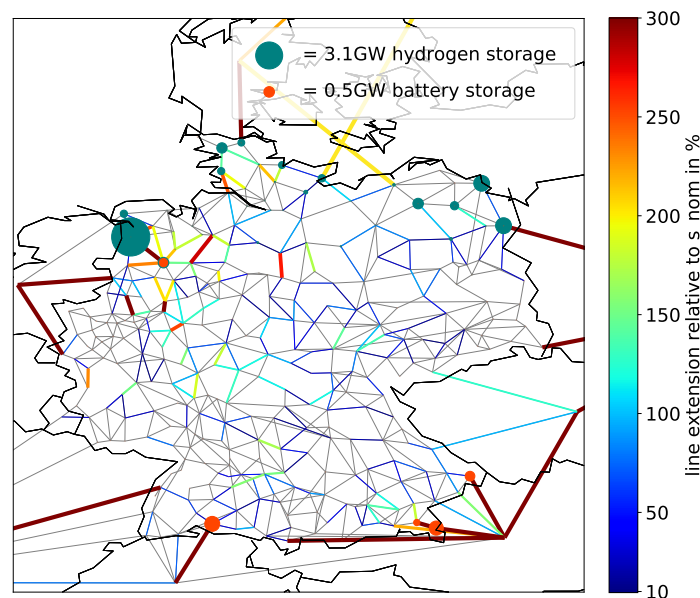 = 3.1GW hydrogen storage
= 0.5GW battery storage
300
250
200
150
100
50
10
line extension relative to s nom in %